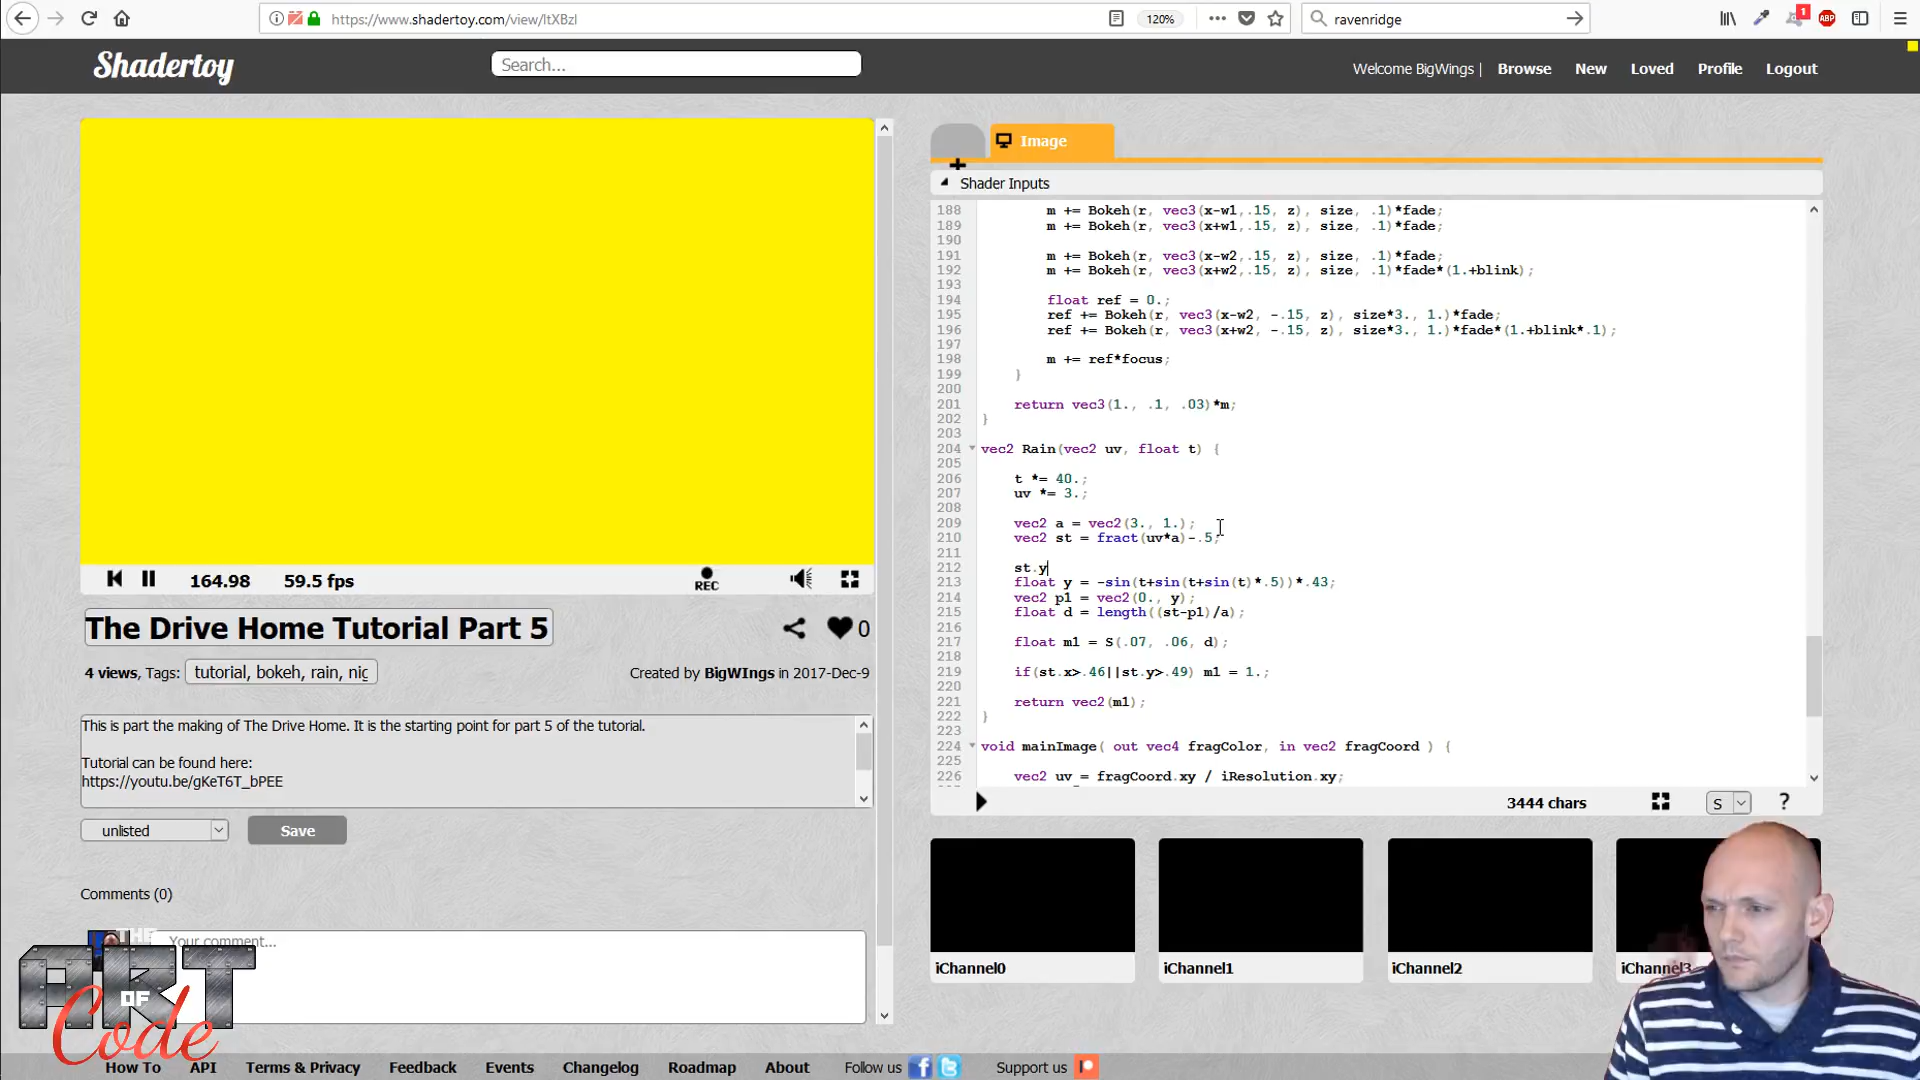 https://www.shadertoy.com/view/ltXBzl
120%
ravenridge
1
ABP
Shadertoy
Search...
Welcome BigWings |
Browse
New
Loved
Profile
Logout
Image
Shader Inputs
188 m += Bokeh(r, vec3(x-w1,.15, z), size, .1)*fade;
189 m += Bokeh(r, vec3(x+w1,.15, z), size, .1)*fade;
190
191 m += Bokeh(r, vec3(x-w2,.15, z), size, .1)*fade;
192 m += Bokeh(r, vec3(x+w2,.15, z), size, .1)*fade*(1.+blink);
193
194 float ref = 0.;
195 ref += Bokeh(r, vec3(x-w2, -.15, z), size*3., 1.)*fade;
196 ref += Bokeh(r, vec3(x+w2, -.15, z), size*3., 1.)*fade*(1.+blink*.1);
197
198 m += ref*focus;
199 }
200
201 return vec3(1., .1, .03)*m;
202 }
203
204 vec2 Rain(vec2 uv, float t) {
205
206 t *= 40.;
207 uv *= 3.;
208
209 vec2 a = vec2(3., 1.);
210 vec2 st = fract(uv*a)-.5;
211
212 st.y
213 float y = -sin(t+sin(t+sin(t)*.5))*.43;
214 vec2 p1 = vec2(0., y);
215 float d = length((st-p1)/a);
216
217 float m1 = S(.07, .06, d);
218
219 if(st.x>.46||st.y>.49) m1 = 1.;
220
221 return vec2(m1);
222 }
223
224 void mainImage( out vec4 fragColor, in vec2 fragCoord ) {
225
226 vec2 uv = fragCoord.xy / iResolution.xy;
164.98
59.5 fps
REC
The Drive Home Tutorial Part 5
0
4 views, Tags:
tutorial, bokeh, rain, nig
Created by BigWIngs in 2017-Dec-9
This is part the making of The Drive Home. It is the starting point for part 5 of the tutorial.
Tutorial can be found here:
https://youtu.be/gKeT6T_bPEE
unlisted
Save
3444 chars
S
?
Comments (0)
Your comment...
iChannel0
iChannel1
iChannel2
iChannel3
THE
ART
OF
Code
How To
API
Terms & Privacy
Feedback
Events
Changelog
Roadmap
About
Follow us
Support us